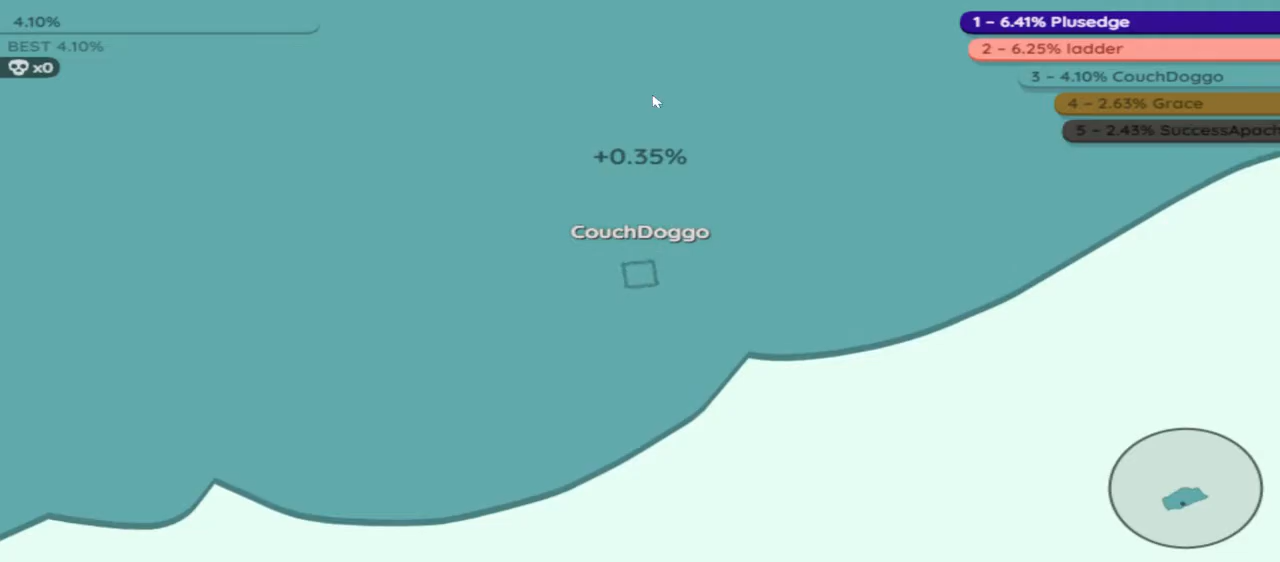 4.10%
BEST 4.10%
x0
1 - 6.41% Plusedge
2 - 6.25% ladder
3 - 4.10% CouchDoggo
4 - 2.63% Grace
5 - 2.43% SuccessApach
+0.35%
CouchDoggo